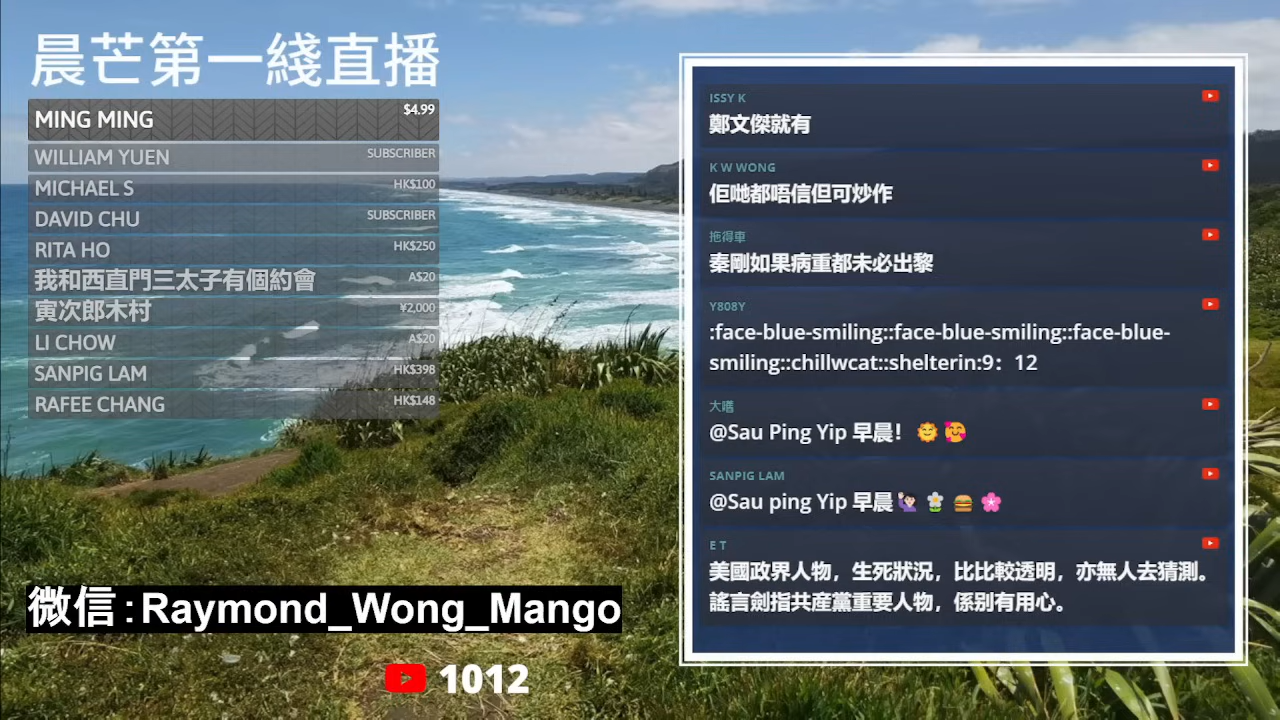 晨芒第一綫直播
MING MING $4.99
WILLIAM YUEN SUBSCRIBER
MICHAEL S HK$100
DAVID CHU SUBSCRIBER
RITA HO HK$250
我和西直門三太子有個約會 A$20
寅次郎木村 ¥2,000
LI CHOW A$20
SANPIG LAM HK$398
RAFEE CHANG HK$148
微信:Raymond_Wong_Mango
1012
ISSY K
鄭文傑就有
K W WONG
佢哋都唔信但可炒作
拖得車
秦剛如果病重都未必出黎
Y808Y
:face-blue-smiling::face-blue-smiling::face-blue-
smiling::chillwcat::shelterin:9：12
大嚿
@Sau Ping Yip 早晨！🌞🥰
SANPIG LAM
@Sau ping Yip 早晨🙋🏻‍♀️🌼🍔🌸
E T
美國政界人物，生死狀況，比比較透明，亦無人去猜測。
謠言劍指共産黨重要人物，係别有用心。